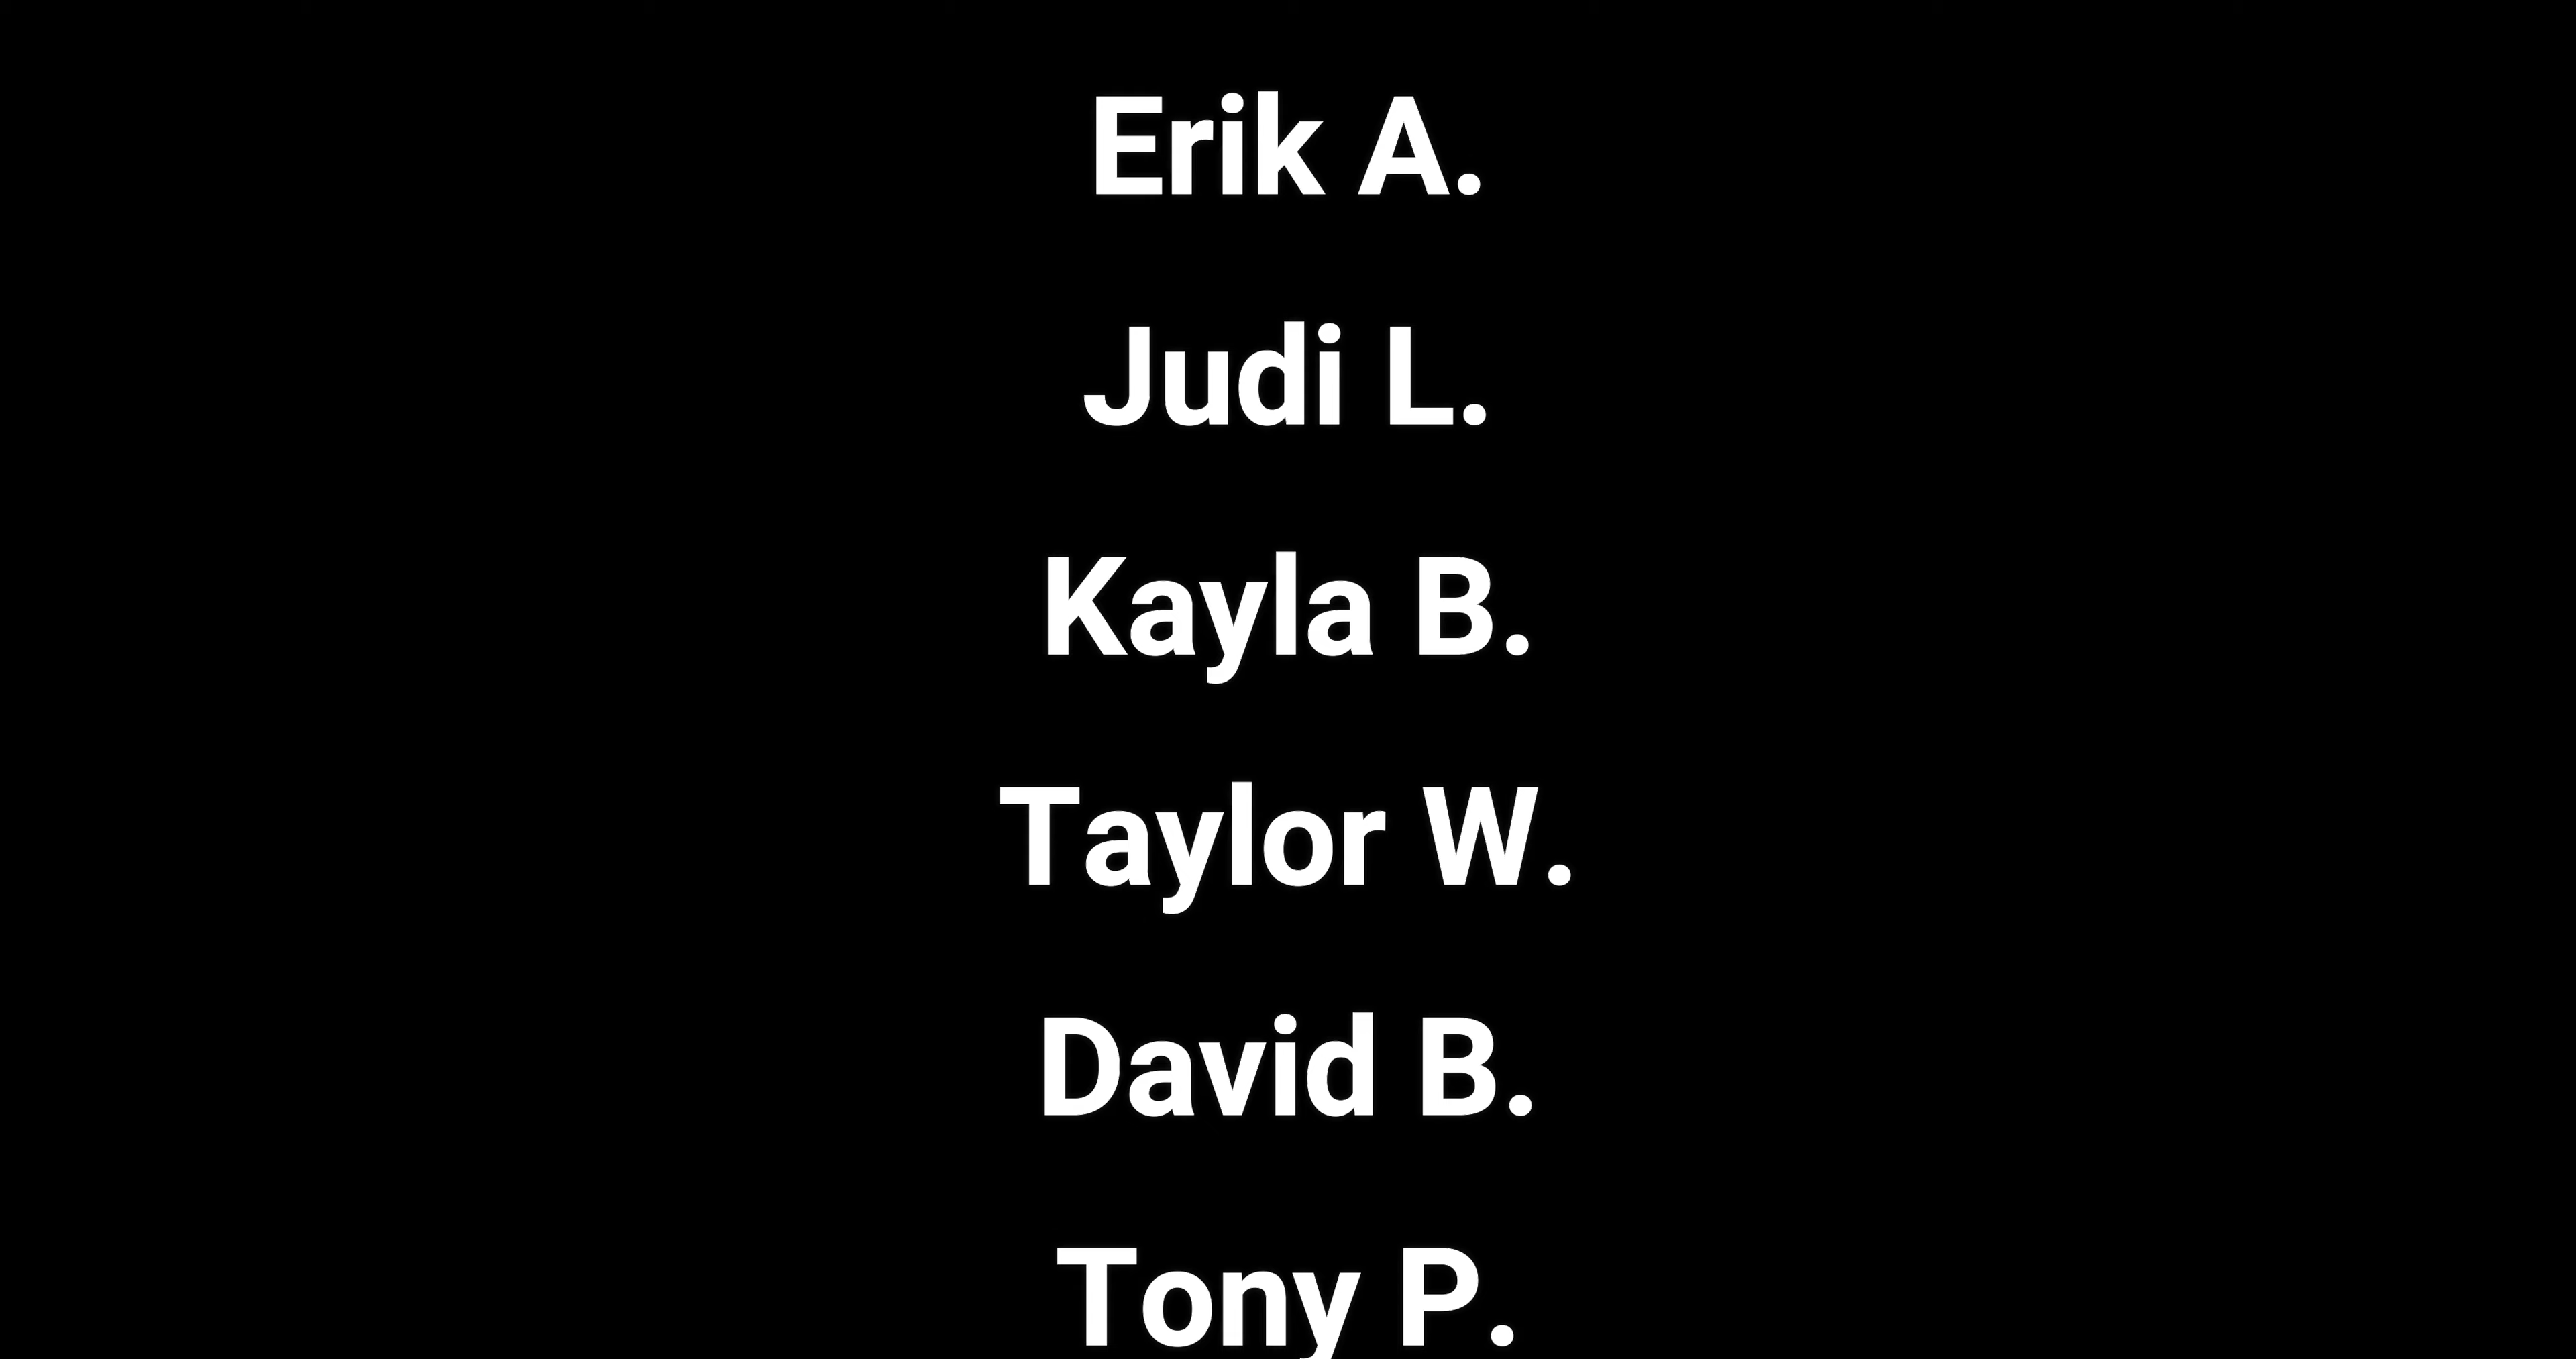 Erik A.
Judi L.
Kayla B.
Taylor W.
David B.
Tony P.